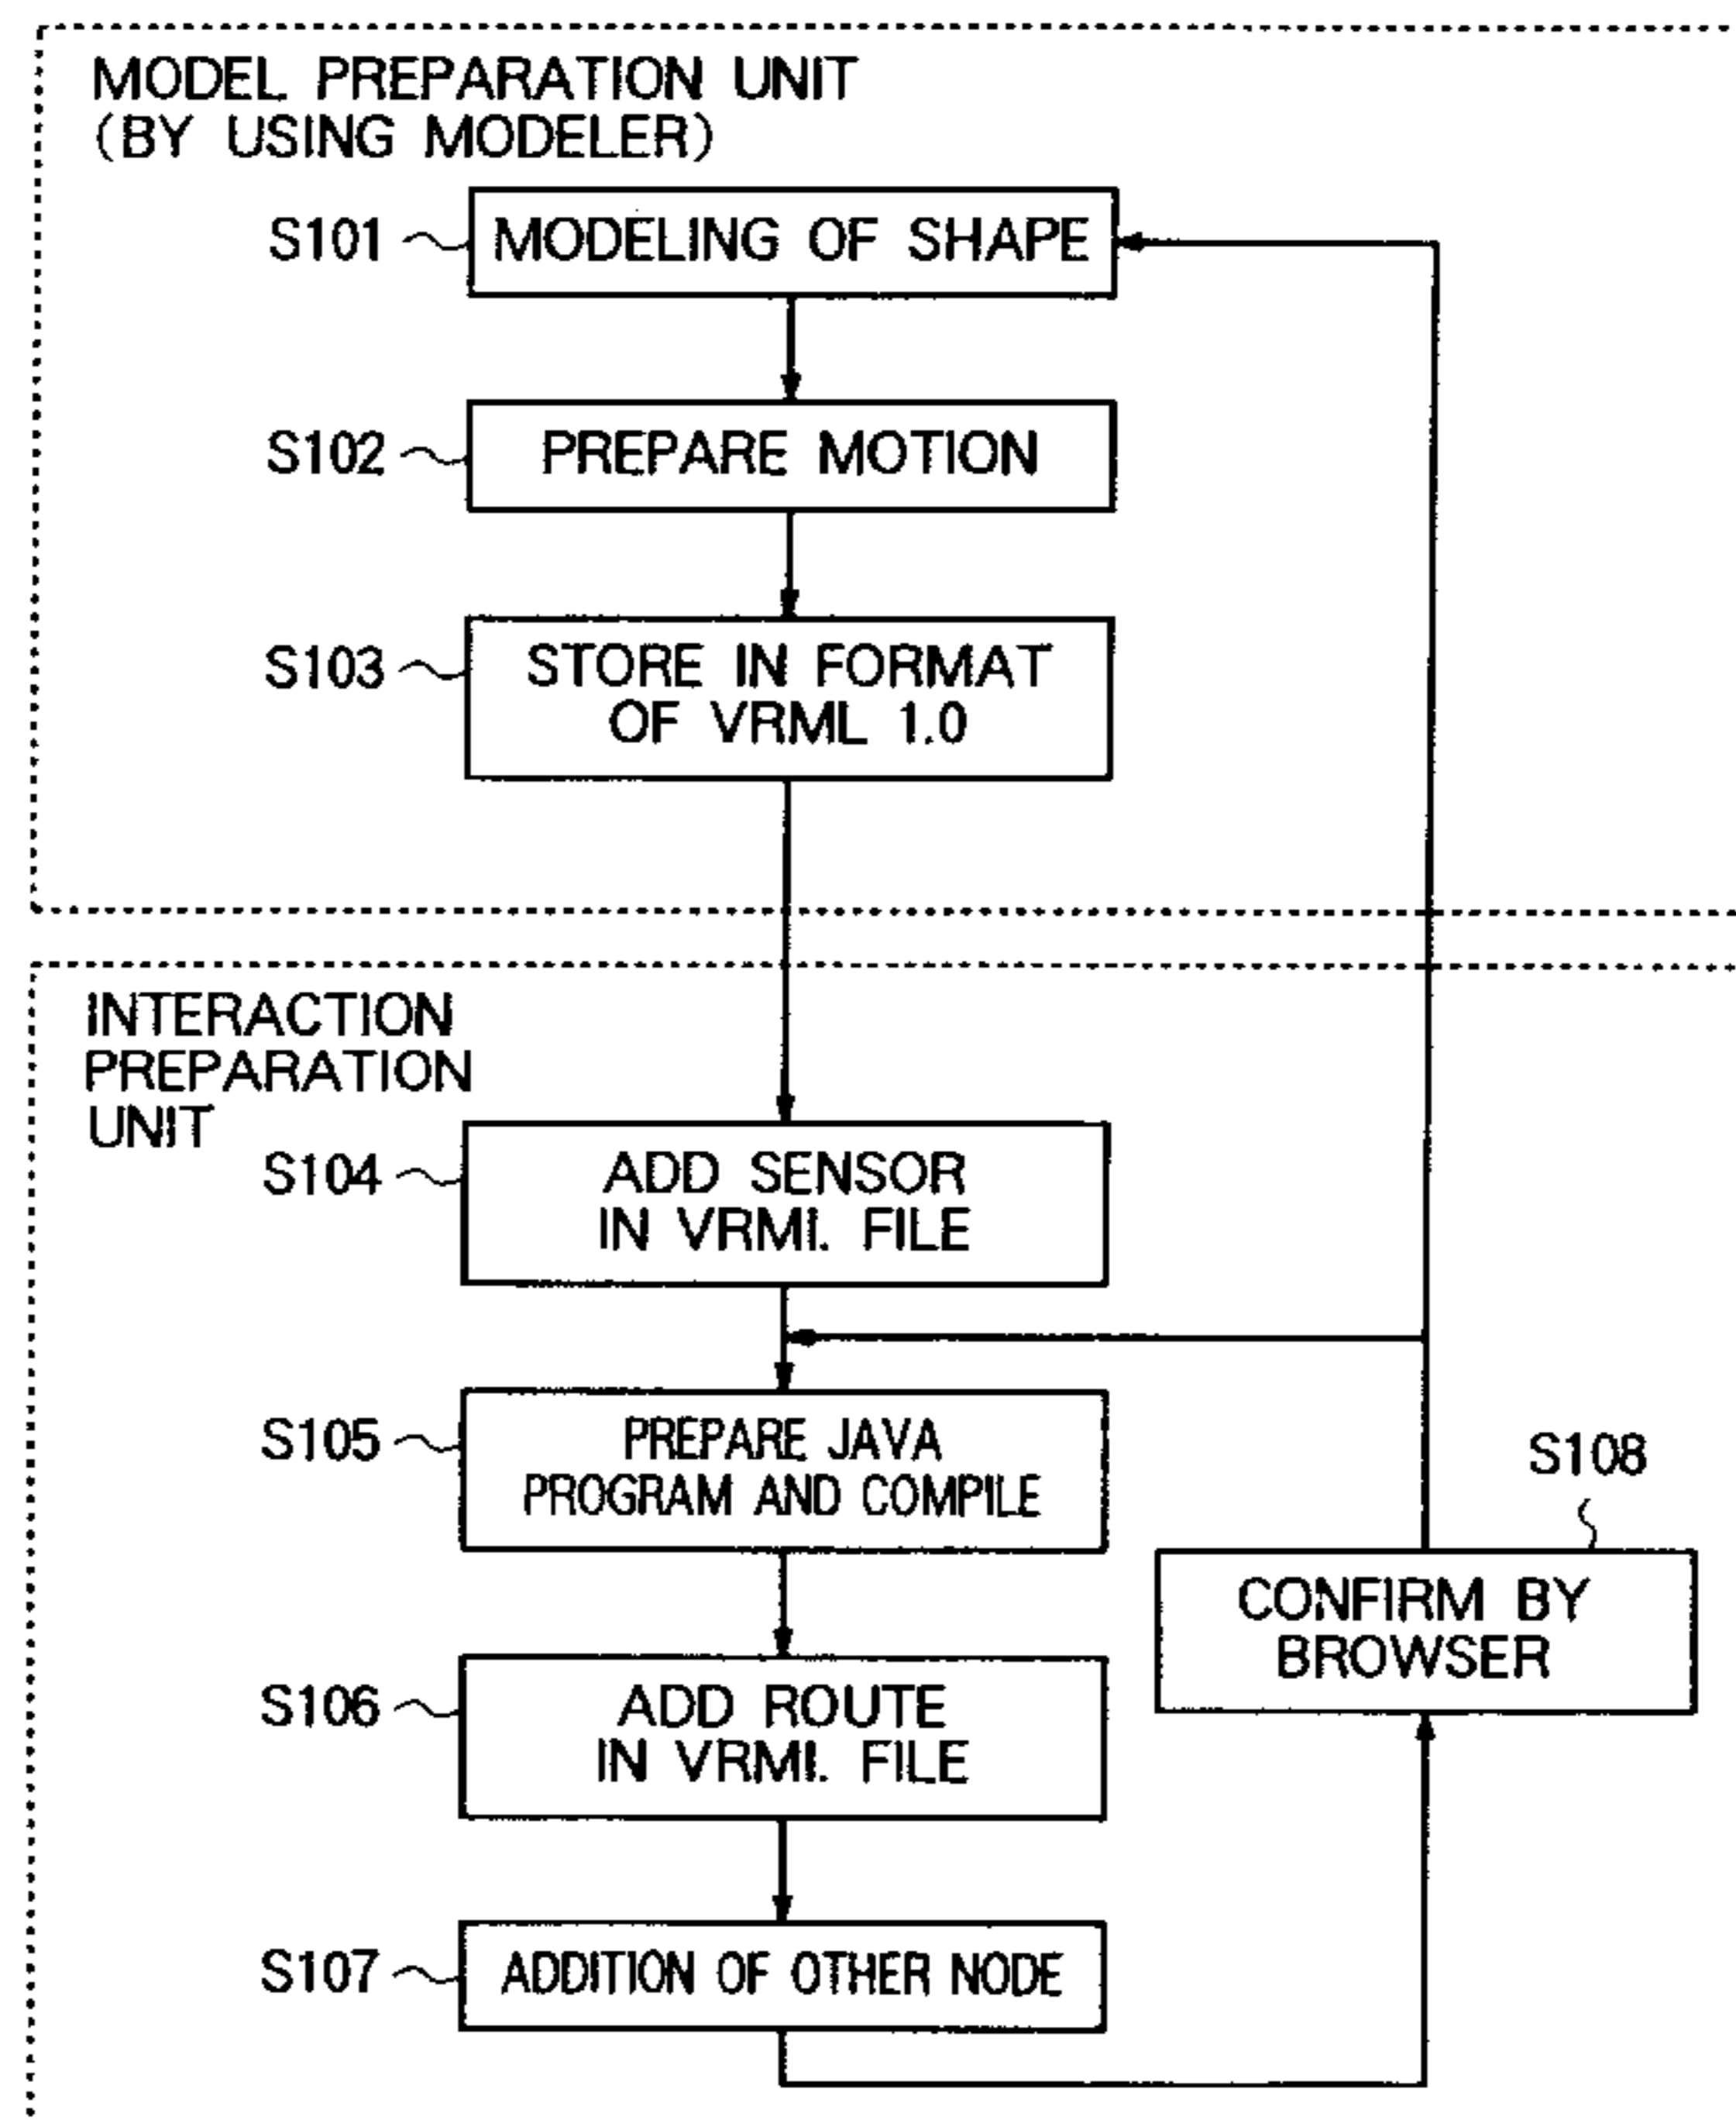 MODEL PREPARATION UNIT
(BY USING MODELER)
S101
MODELING OF SHAPE
S102
PREPARE MOTION
S103
STORE IN FORMAT
OF VRML 1.0
INTERACTION
PREPARATION
UNIT
S104
ADD SENSOR
IN VRML FILE
S105
PREPARE JAVA
PROGRAM AND COMPILE
S108
CONFIRM BY
BROWSER
S106
ADD ROUTE
IN VRML FILE
S107
ADDITION OF OTHER NODE